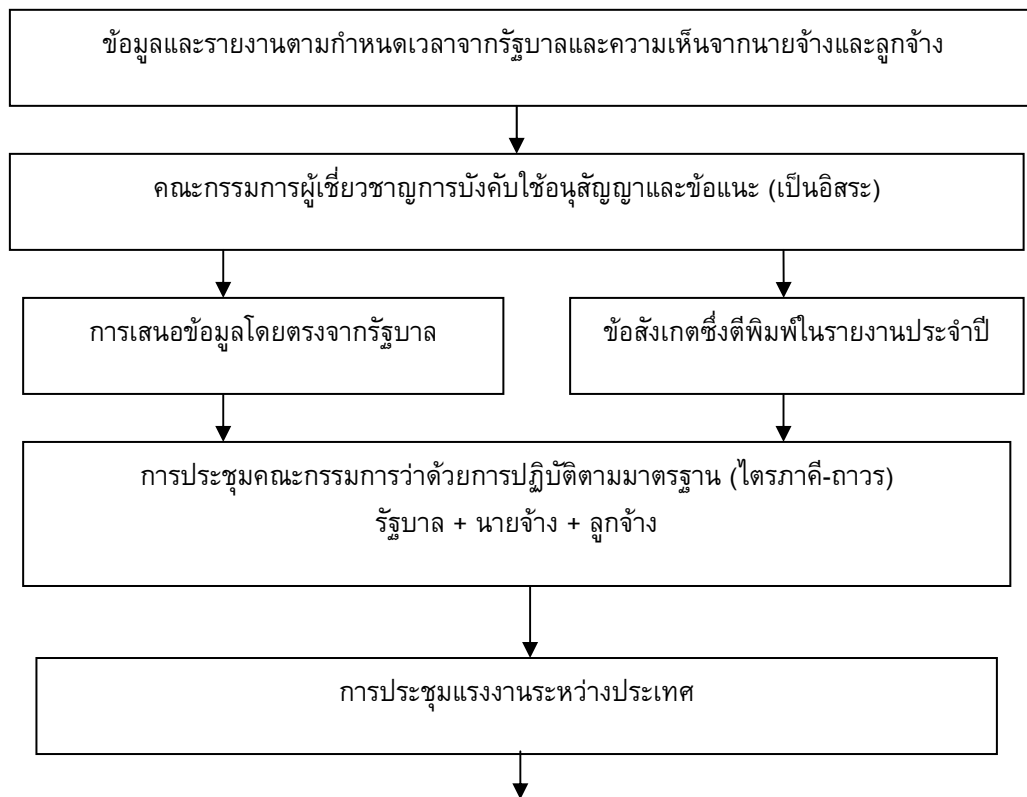 ข้อมูลและรายงานตามกำหนดเวลาจากรัฐบาลและความเห็นจากนายจ้างและลูกจ้าง
คณะกรรมการผู้เชี่ยวชาญการบังคับใช้อนุสัญญาและข้อแนะ (เป็นอิสระ)
การเสนอข้อมูลโดยตรงจากรัฐบาล
ข้อสังเกตซึ่งตีพิมพ์ในรายงานประจำปี
การประชุมคณะกรรมการว่าด้วยการปฏิบัติตามมาตรฐาน (ไตรภาคี-ถาวร)
รัฐบาล + นายจ้าง + ลูกจ้าง
การประชุมแรงงานระหว่างประเทศ